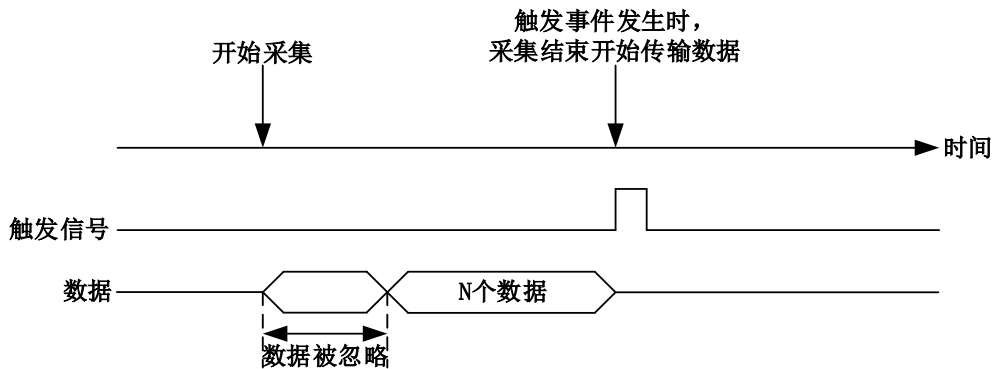 开始采集
触发事件发生时，
采集结束开始传输数据
时间
触发信号
数据
N个数据
数据被忽略